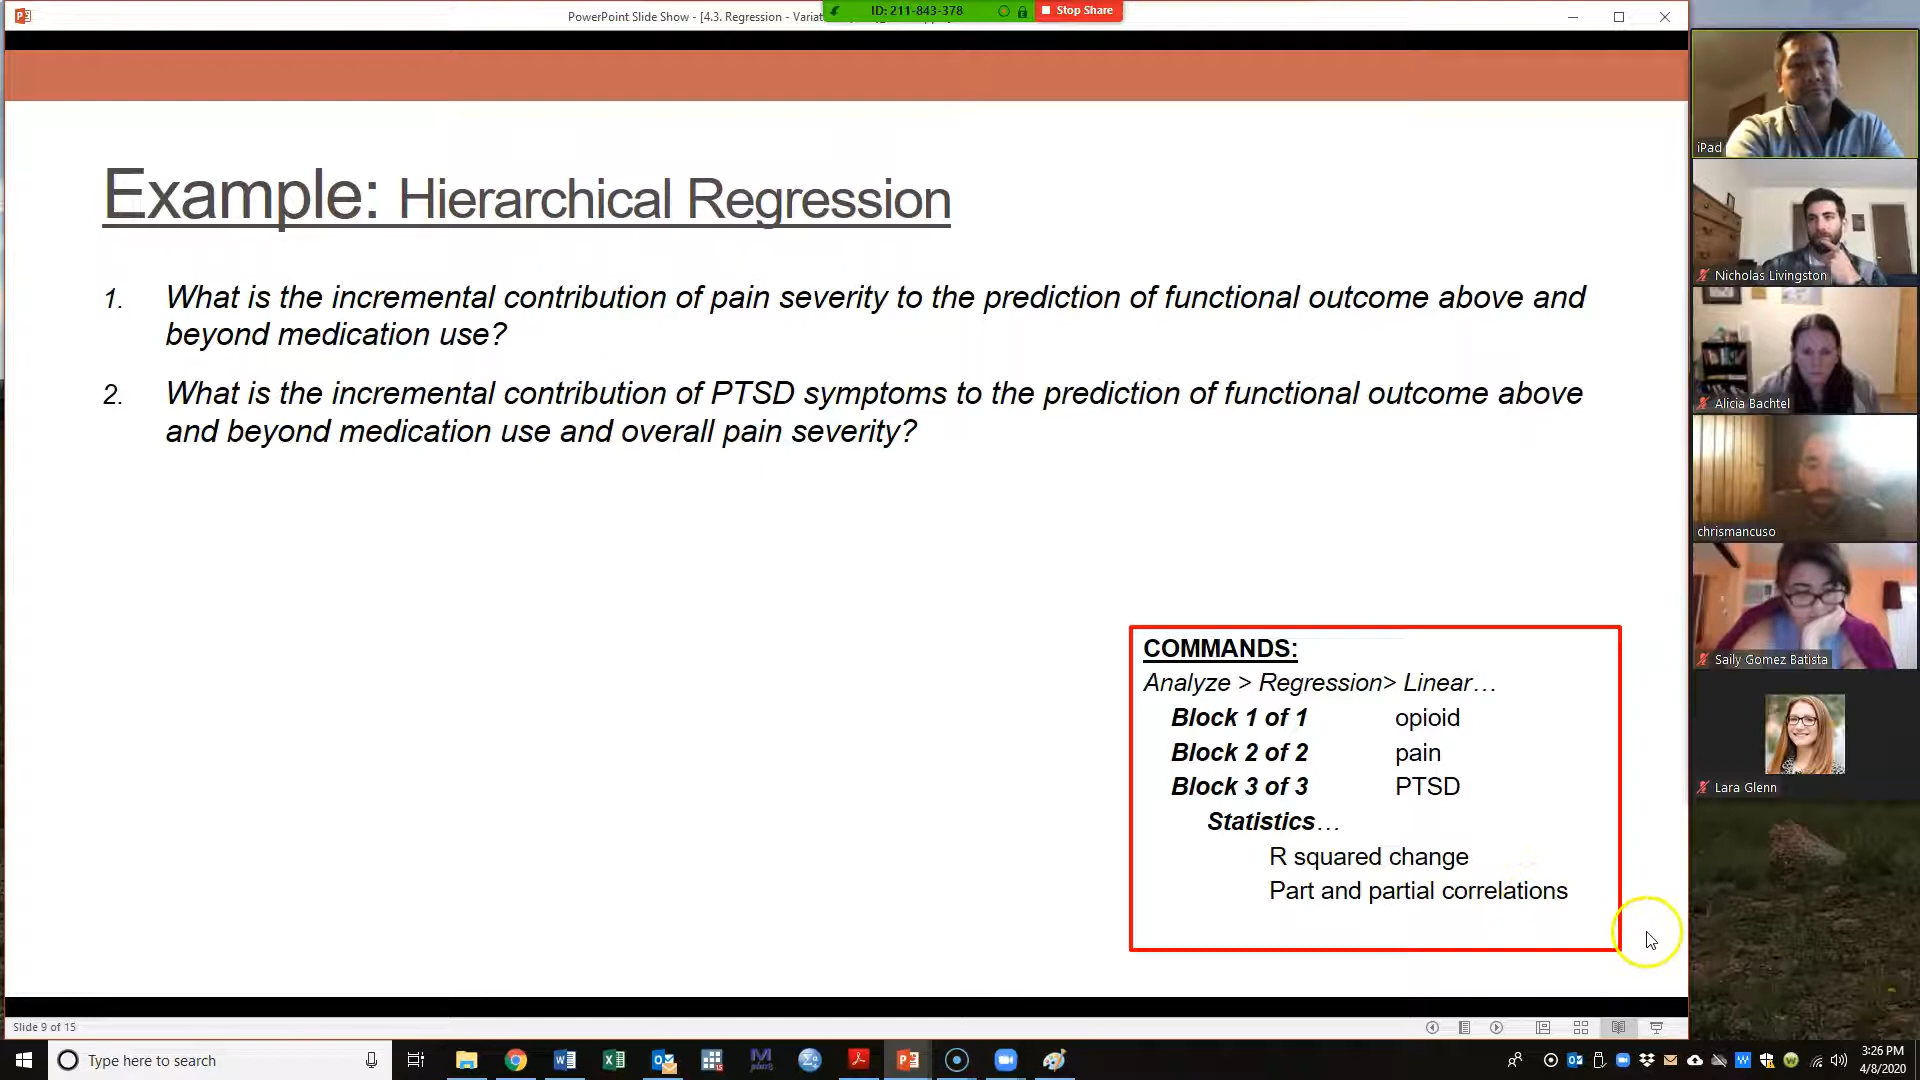 PowerPoint Slide Show - [4.3. Regression - Variat
ID: 211-843-378
Stop Share
Example: Hierarchical Regression
1. What is the incremental contribution of pain severity to the prediction of functional outcome above and
beyond medication use?
2. What is the incremental contribution of PTSD symptoms to the prediction of functional outcome above
and beyond medication use and overall pain severity?
COMMANDS:
Analyze > Regression> Linear…
Block 1 of 1 opioid
Block 2 of 2 pain
Block 3 of 3 PTSD
Statistics…
R squared change
Part and partial correlations
iPad
Nicholas Livingston
Alicia Bachtel
chrismancuso
Saily Gomez Batista
Lara Glenn
Slide 9 of 15
Type here to search
3:26 PM
4/8/2020